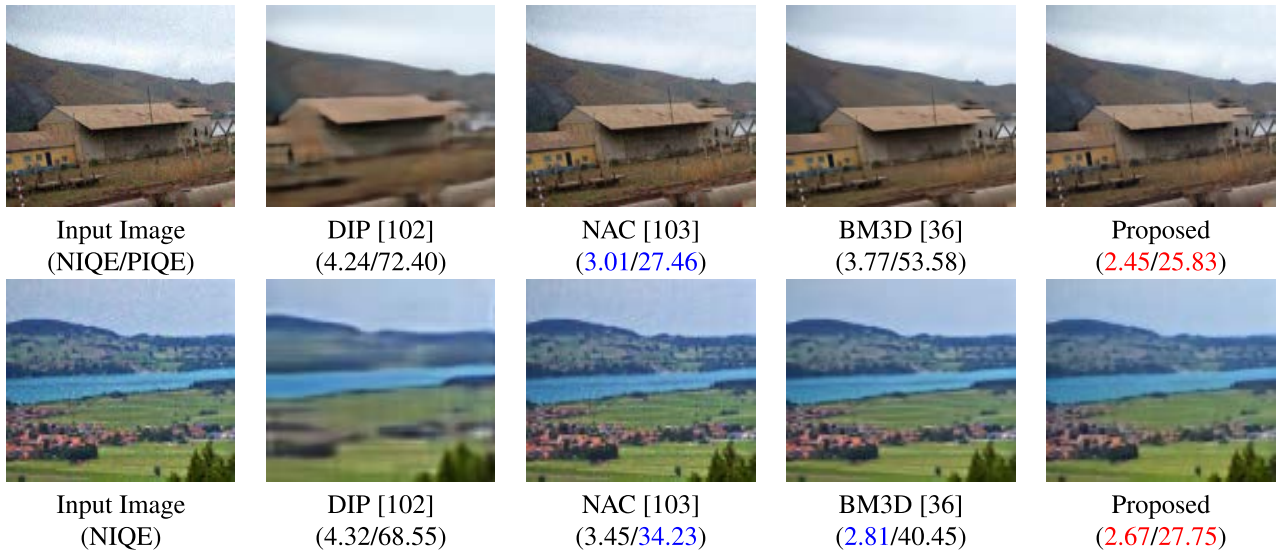 Input Image DIP [102] NAC [103] BM3D [36] Proposed
(NIQE/PIQE) (4.24/72.40) (3.01/27.46) (3.77/53.58) (2.45/25.83)
Input Image DIP [102] NAC [103] BM3D [36] Proposed
(NIQE) (4.32/68.55) (3.45/34.23) (2.81/40.45) (2.67/27.75)